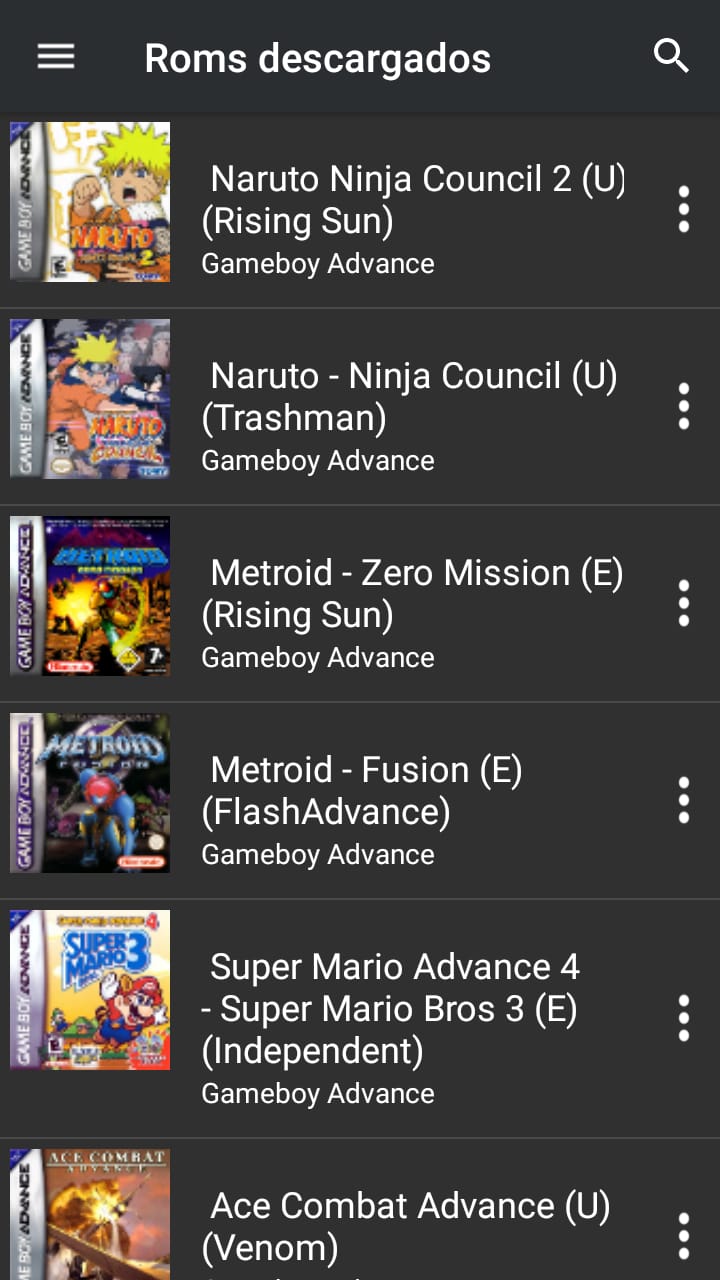 Roms descargados
GAME BOY ADVANCE
NARUTO
2
Naruto Ninja Council 2 (U)
(Rising Sun)
Gameboy Advance
GAME BOY ADVANCE
NARUTO
COUNCIL
Naruto - Ninja Council (U)
(Trashman)
Gameboy Advance
GAME BOY ADVANCE
METROID
ZERO MISSION
Nintendo
7+
Metroid - Zero Mission (E)
(Rising Sun)
Gameboy Advance
GAME BOY ADVANCE
METROID
FUSION
Nintendo
Metroid - Fusion (E)
(FlashAdvance)
Gameboy Advance
GAME BOY ADVANCE
SUPER MARIO ADVANCE 4
SUPER
MARIO
BROS.
3
Super Mario Advance 4
- Super Mario Bros 3 (E)
(Independent)
Gameboy Advance
ACE COMBAT
ADVANCE
Ace Combat Advance (U)
(Venom)